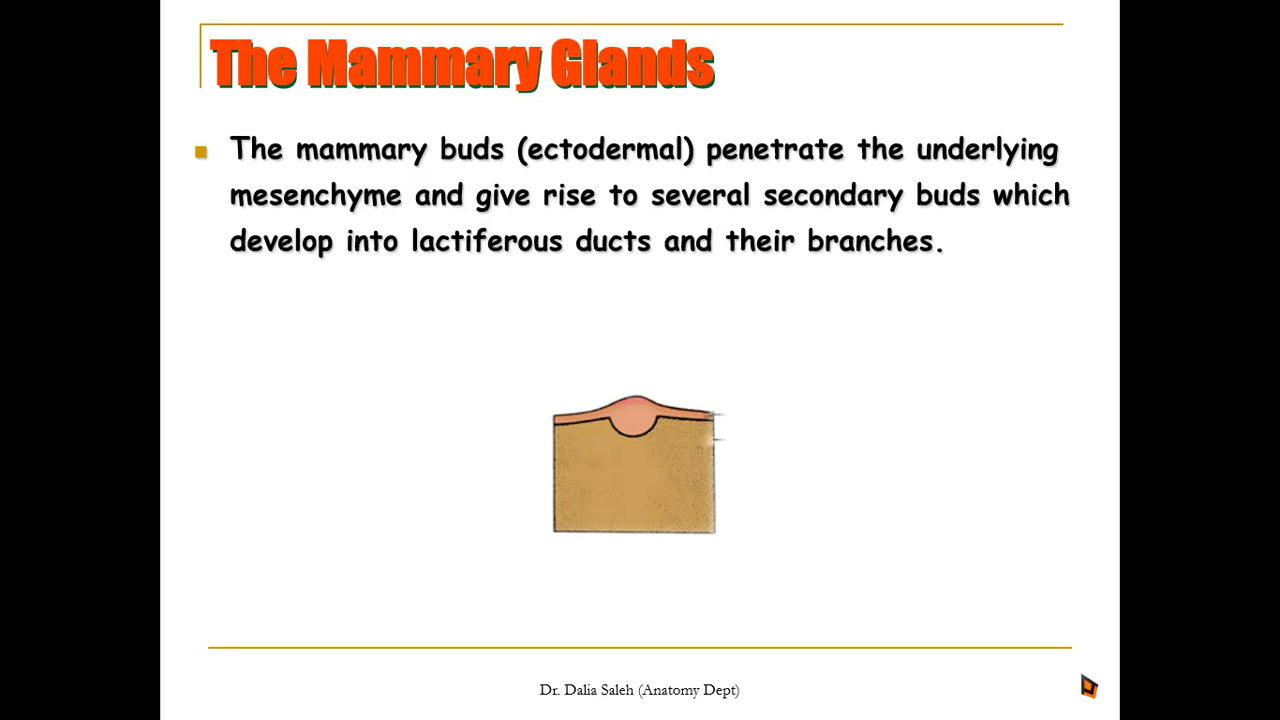 The Mammary Glands
The mammary buds (ectodermal) penetrate the underlying
mesenchyme and give rise to several secondary buds which
develop into lactiferous ducts and their branches.
Dr. Dalia Saleh (Anatomy Dept)